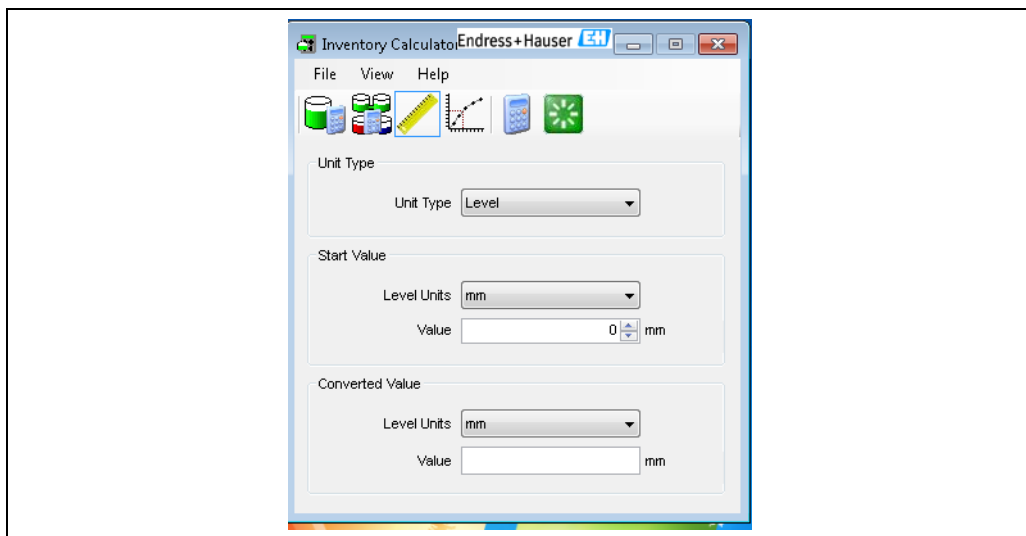 Inventory Calculator Endress+Hauser EH
File View Help
Unit Type
Unit Type Level
Start Value
Level Units mm
Value 0 mm
Converted Value
Level Units mm
Value mm